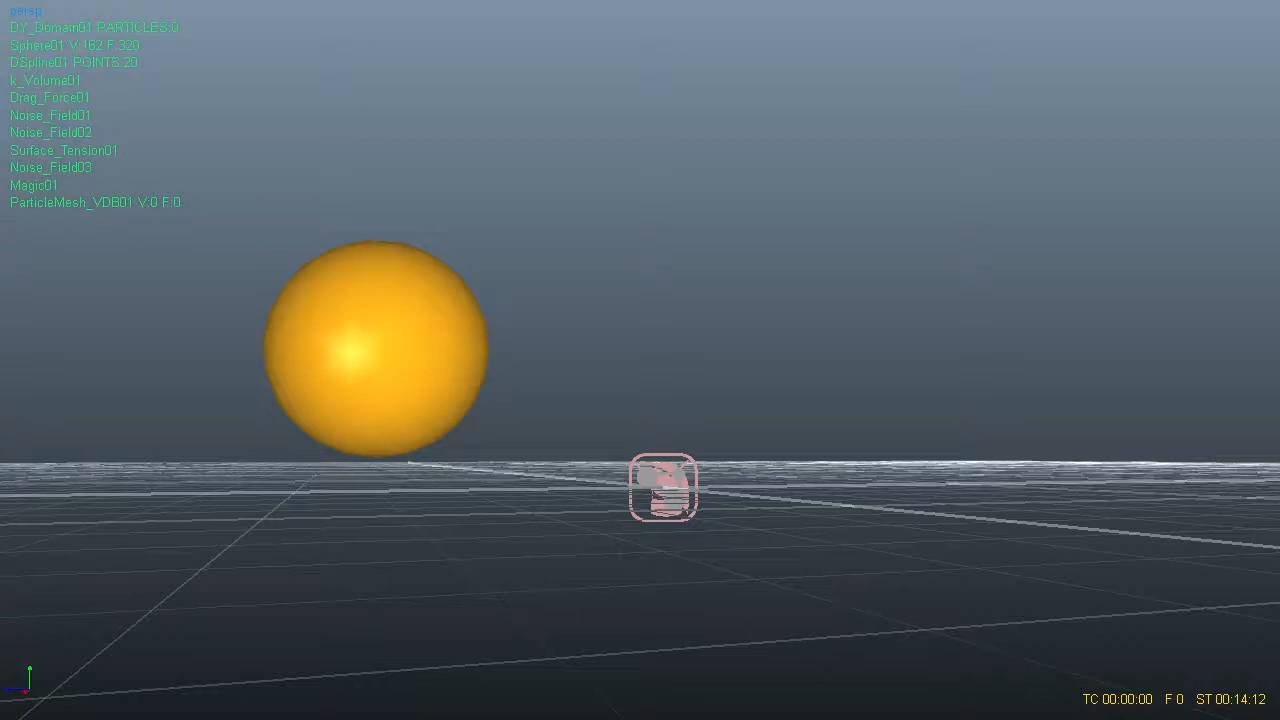 persp
DY_Domain01 PARTICLES:0
Sphere01 V:162 F:320
DSpline01 POINTS:20
k_Volume01
Drag_Force01
Noise_Field01
Noise_Field02
Surface_Tension01
Noise_Field03
Magic01
ParticleMesh_VDB01 V:0 F:0
TC 00:00:00 F 0 ST 00:14:12